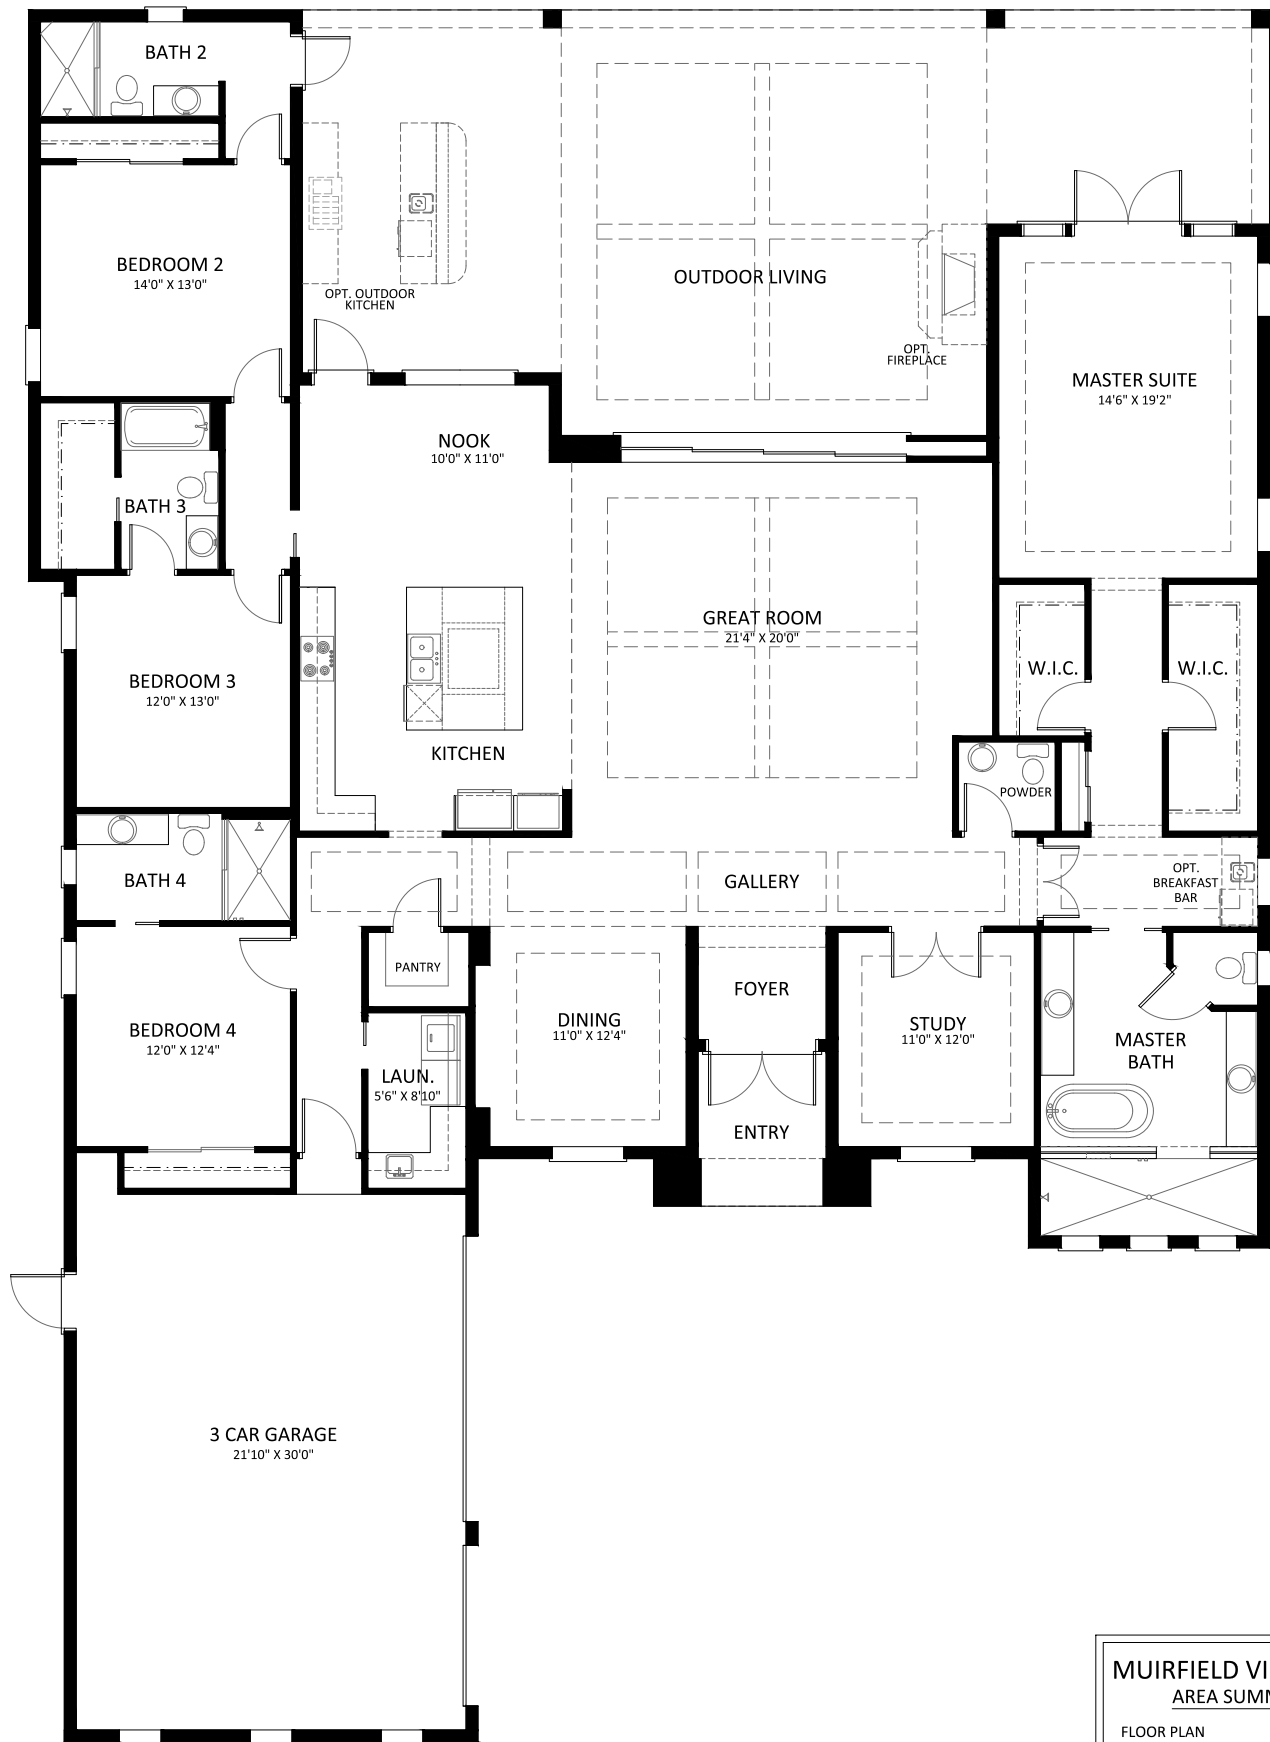 BATH 2
BEDROOM 2
14'0" X 13'0"
OPT. OUTDOOR
KITCHEN
OUTDOOR LIVING
OPT.
FIREPLACE
MASTER SUITE
14'6" X 19'2"
NOOK
10'0" X 11'0"
BATH 3
GREAT ROOM
21'4" X 20'0"
W.I.C.
W.I.C.
BEDROOM 3
12'0" X 13'0"
KITCHEN
POWDER
BATH 4
GALLERY
OPT.
BREAKFAST
BAR
PANTRY
FOYER
BEDROOM 4
12'0" X 12'4"
DINING
11'0" X 12'4"
STUDY
11'0" X 12'0"
MASTER
BATH
LAUN.
5'6" X 8'10"
ENTRY
3 CAR GARAGE
21'10" X 30'0"
MUIRFIELD VI
AREA SUMM
FLOOR PLAN